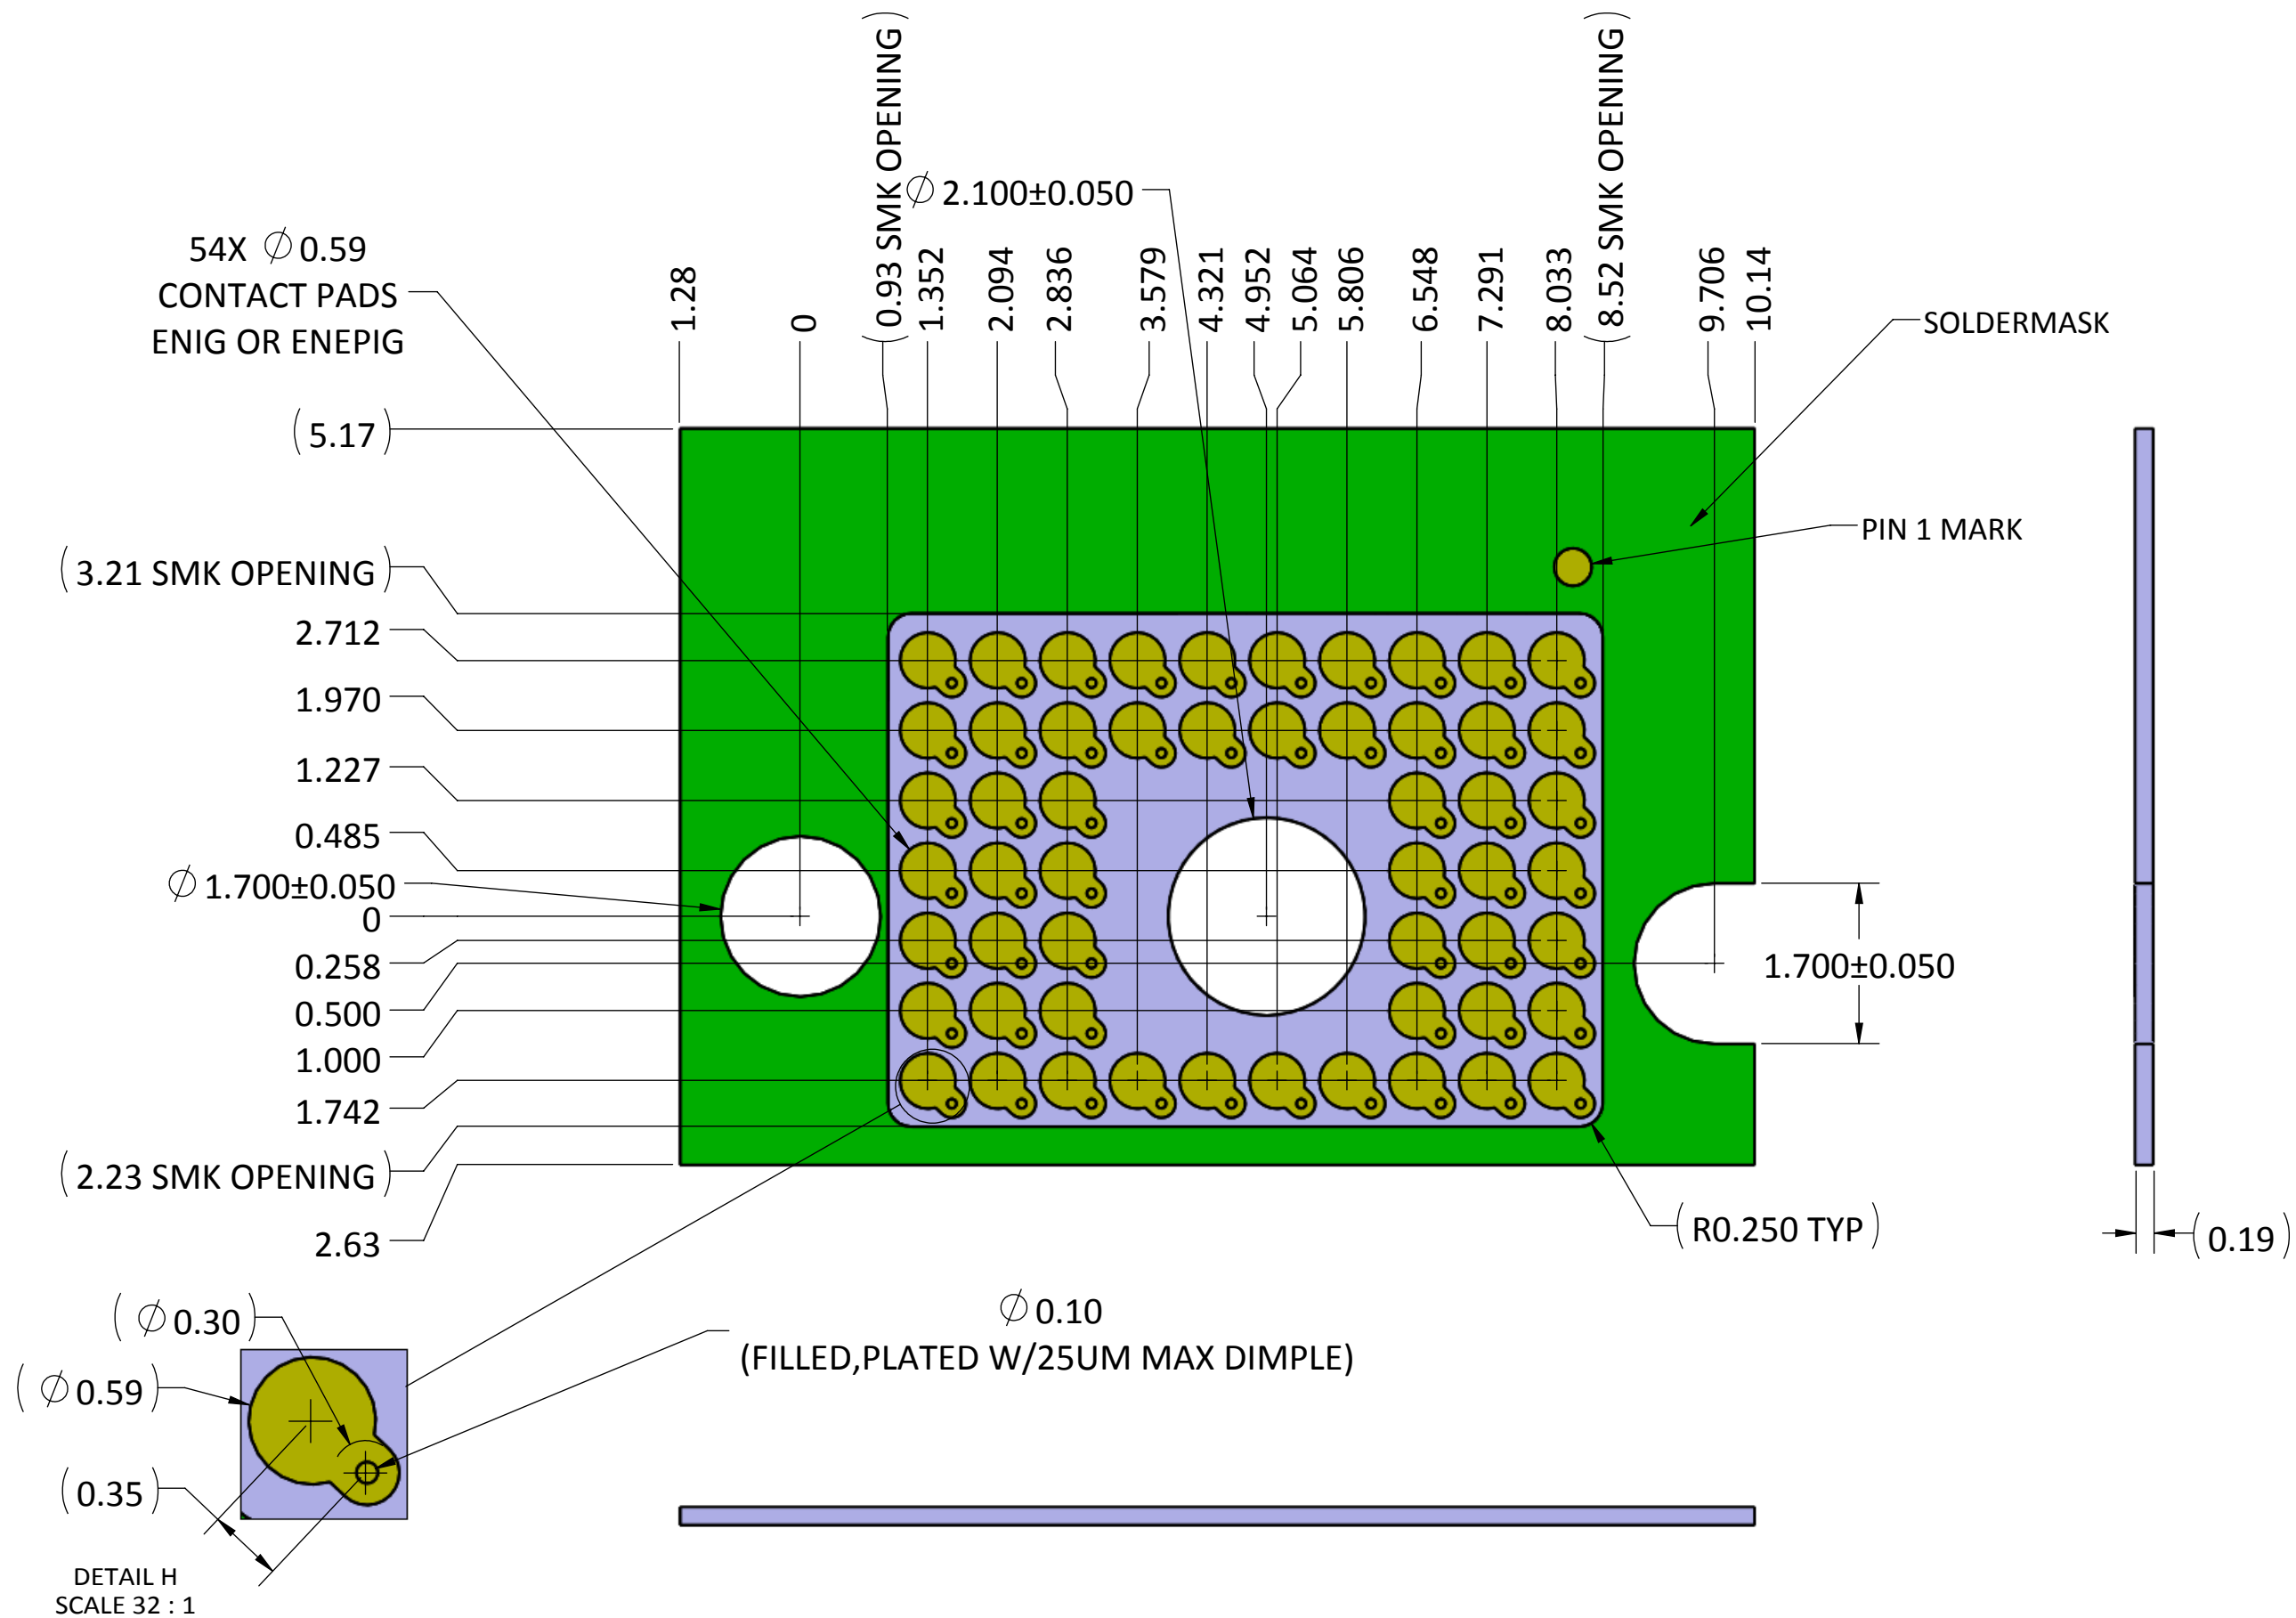 (0.93 SMK OPENING)
(8.52 SMK OPENING)
∅ 2.100±0.050
54X ∅ 0.59
CONTACT PADS
ENIG OR ENEPIG
1.28
0
1.352
2.094
2.836
3.579
4.321
4.952
5.064
5.806
6.548
7.291
8.033
9.706
10.14
SOLDERMASK
(5.17)
PIN 1 MARK
(3.21 SMK OPENING)
2.712
1.970
1.227
0.485
∅ 1.700±0.050
0
0.258
0.500
1.000
1.742
(2.23 SMK OPENING)
2.63
1.700±0.050
(R0.250 TYP)
(0.19)
(∅ 0.30)
(∅ 0.59)
(0.35)
∅ 0.10
(FILLED,PLATED W/25UM MAX DIMPLE)
DETAIL H
SCALE 32 : 1